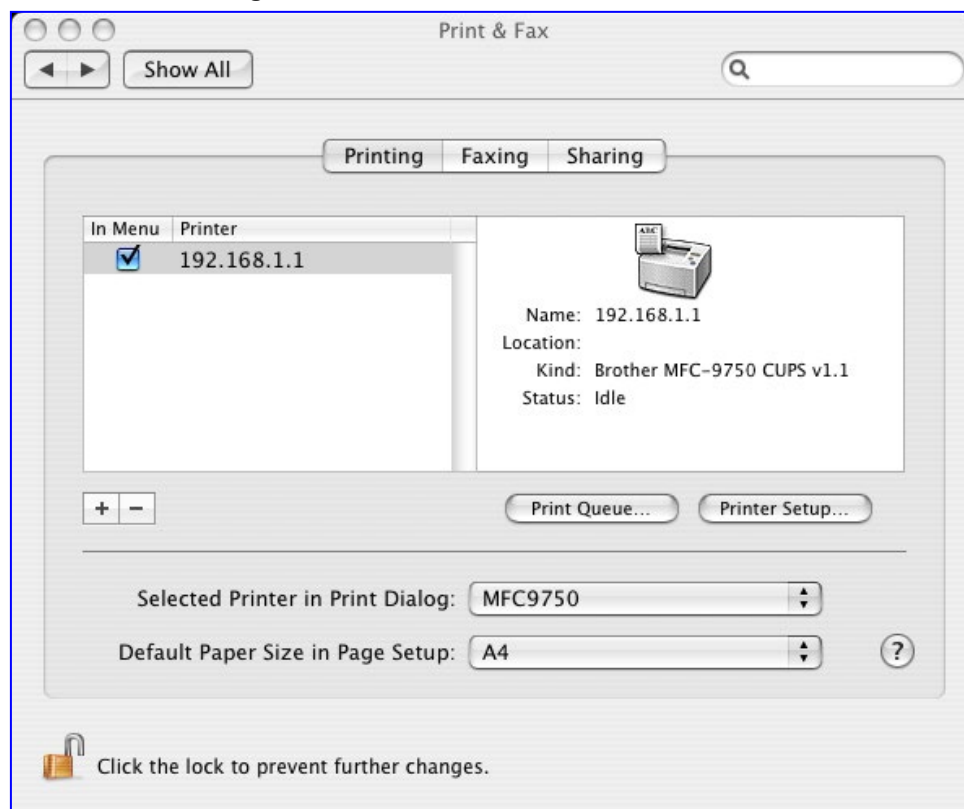 Print & Fax
Show All
Printing Faxing Sharing
In Menu Printer
192.168.1.1
ABC
Name: 192.168.1.1
Location:
Kind: Brother MFC-9750 CUPS v1.1
Status: Idle
+ −
Print Queue... Printer Setup...
Selected Printer in Print Dialog: MFC9750
Default Paper Size in Page Setup: A4 ?
Click the lock to prevent further changes.